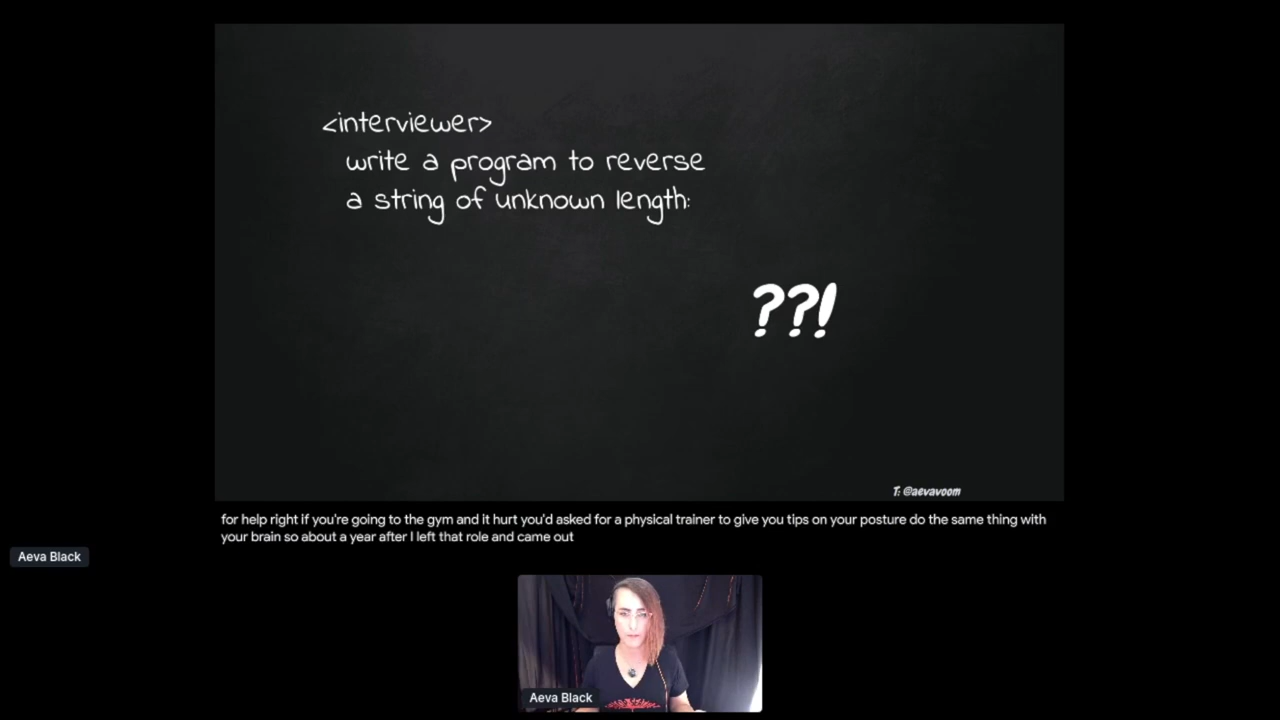 <interviewer>
write a program to reverse
a string of unknown length:
??!
T: @aevavoom
for help right if you're going to the gym and it hurt you'd asked for a physical trainer to give you tips on your posture do the same thing with
your brain so about a year after I left that role and came out
Aeva Black
Aeva Black